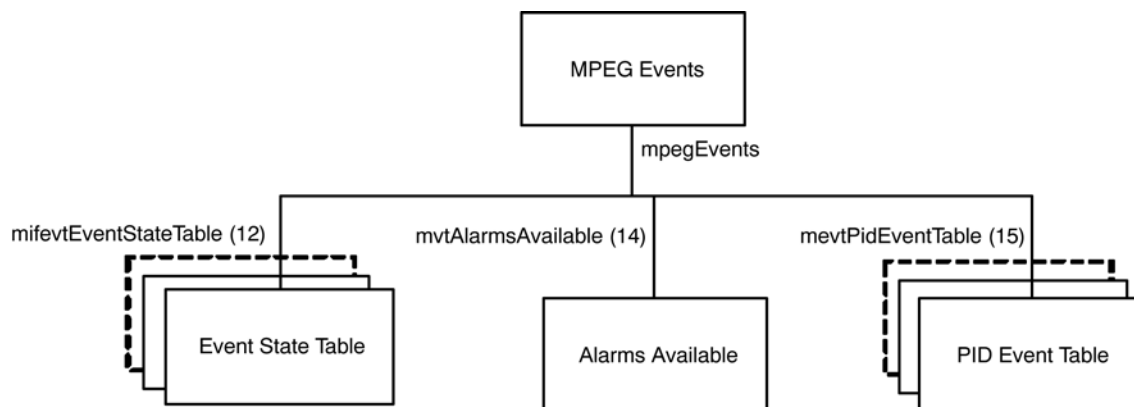 MPEG Events
mpegEvents
mifevtEventStateTable (12)
mvtAlarmsAvailable (14)
mevtPidEventTable (15)
Event State Table
Alarms Available
PID Event Table